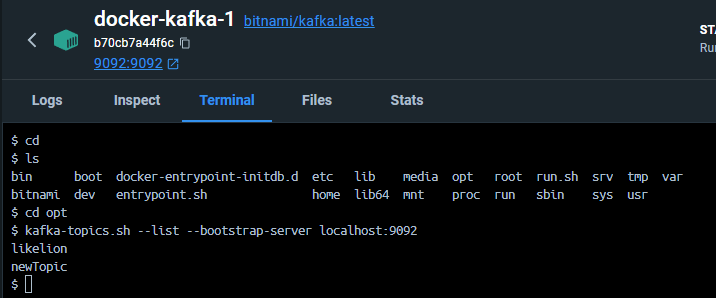 docker-kafka-1 bitnami/kafka:latest
b70cb7a44f6c
9092:9092
STA
Ru
Logs Inspect Terminal Files Stats
$ cd
$ ls
bin boot docker-entrypoint-initdb.d etc lib media opt root run.sh srv tmp var
bitnami dev entrypoint.sh home lib64 mnt proc run sbin sys usr
$ cd opt
$ kafka-topics.sh --list --bootstrap-server localhost:9092
likelion
newTopic
$